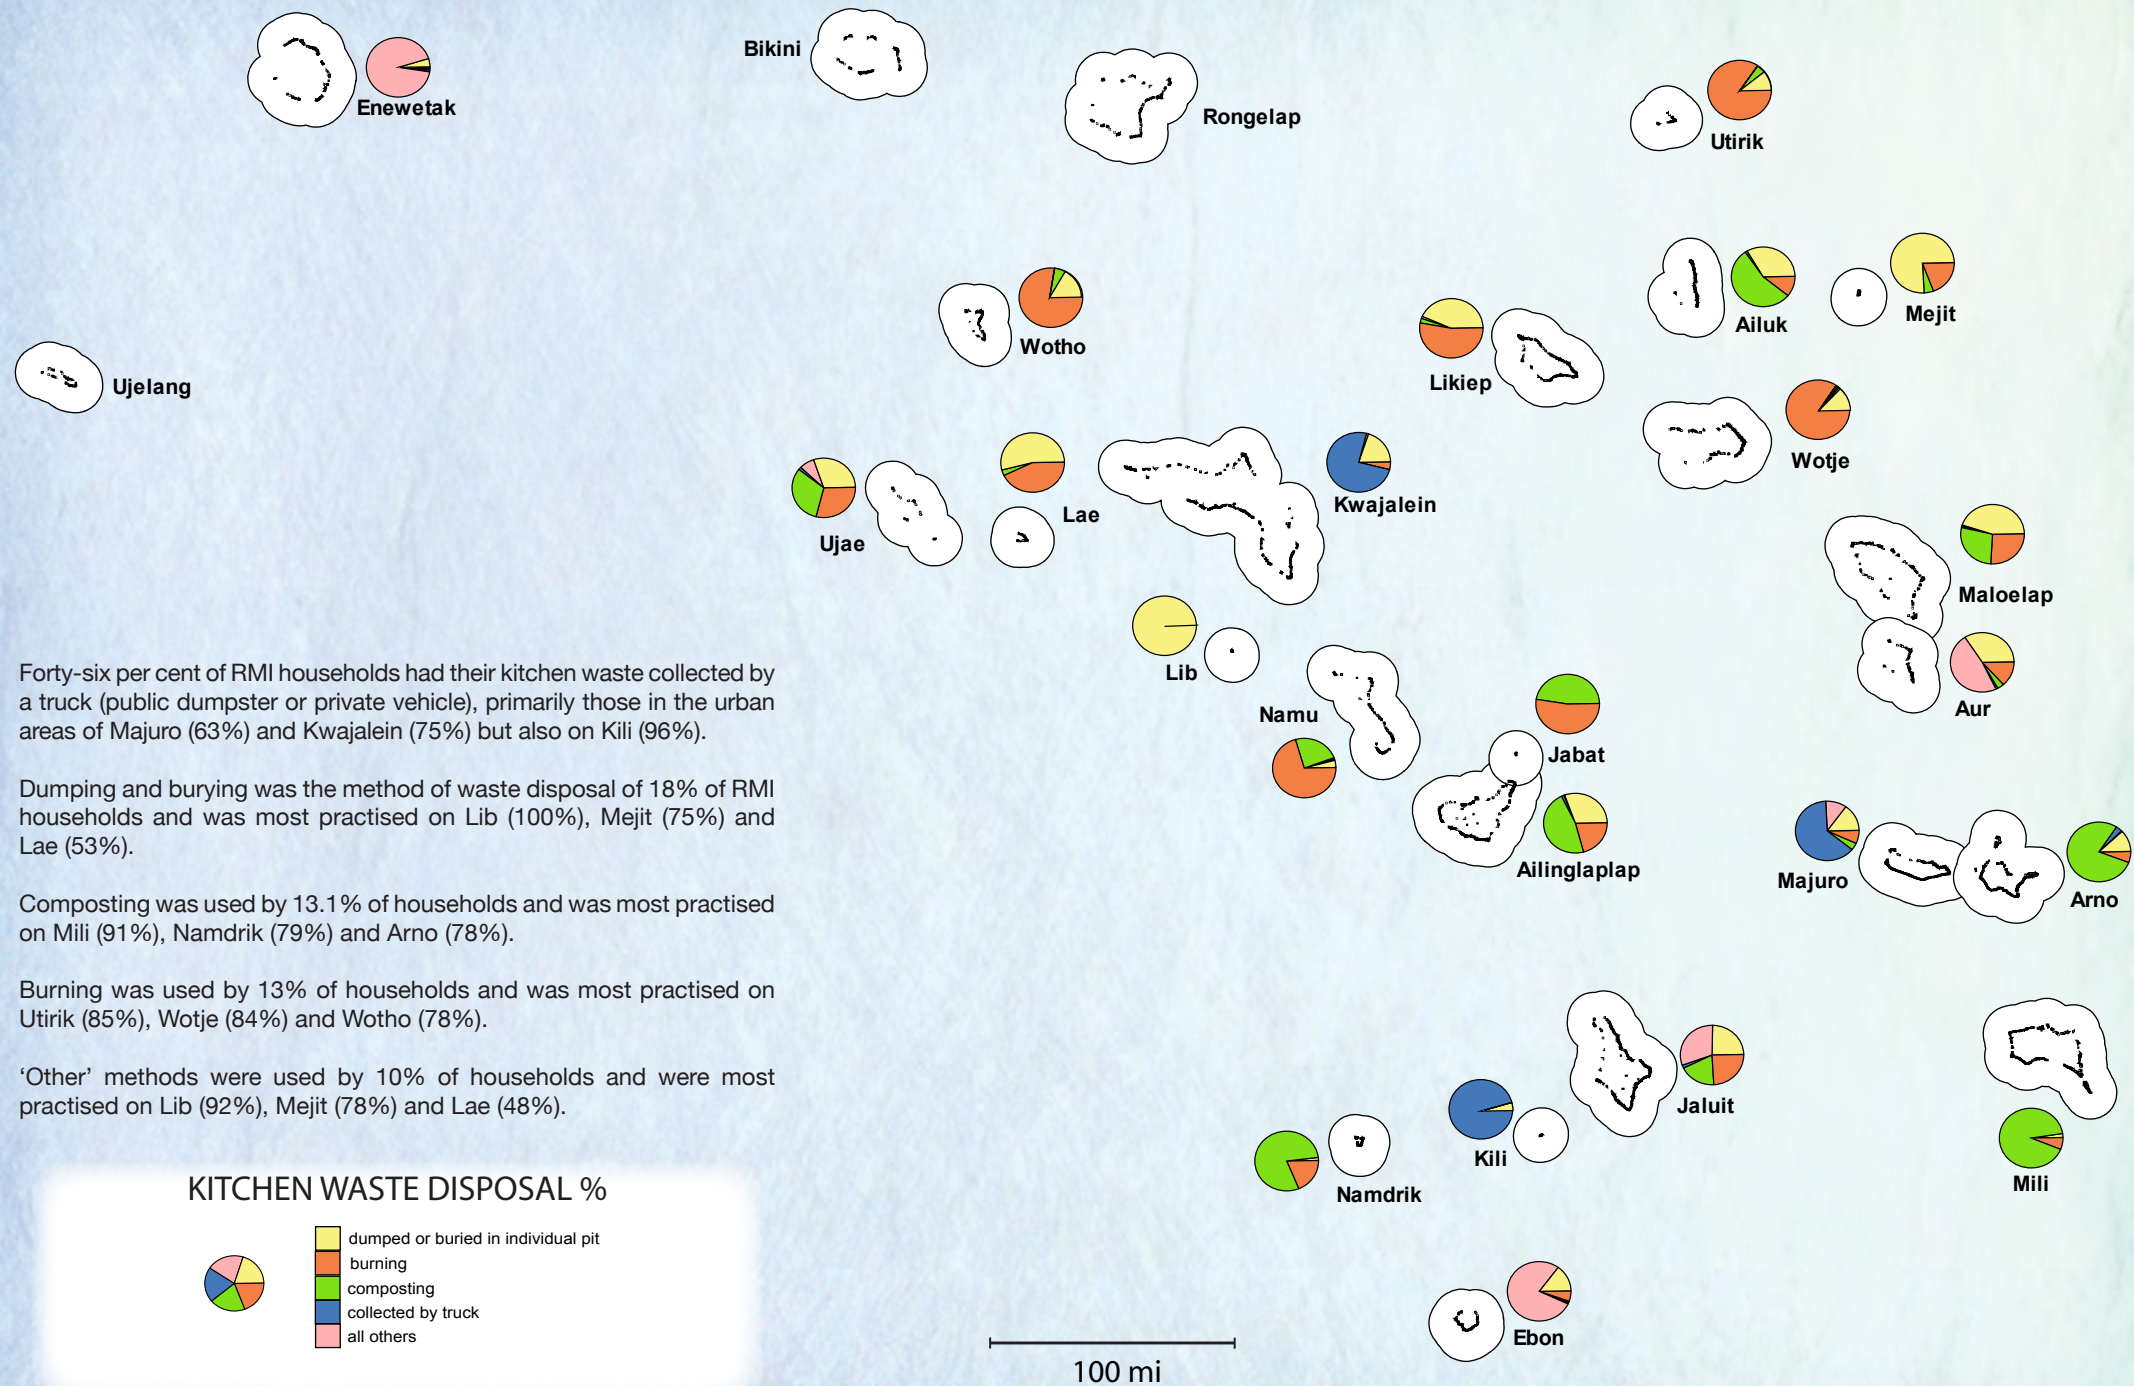 Bikini
Enewetak
Rongelap
Utirik
Ailuk
Mejit
Wotho
Likiep
Ujelang
Wotje
Lae
Kwajalein
Ujae
Maloelap
Lib
Aur
Namu
Jabat
Ailinglaplap
Majuro
Arno
Jaluit
Kili
Namdrik
Mili
Ebon
Forty-six per cent of RMI households had their kitchen waste collected by
a truck (public dumpster or private vehicle), primarily those in the urban
areas of Majuro (63%) and Kwajalein (75%) but also on Kili (96%).
Dumping and burying was the method of waste disposal of 18% of RMI
households and was most practised on Lib (100%), Mejit (75%) and
Lae (53%).
Composting was used by 13.1% of households and was most practised
on Mili (91%), Namdrik (79%) and Arno (78%).
Burning was used by 13% of households and was most practised on
Utirik (85%), Wotje (84%) and Wotho (78%).
‘Other’ methods were used by 10% of households and were most
practised on Lib (92%), Mejit (78%) and Lae (48%).
KITCHEN WASTE DISPOSAL %
dumped or buried in individual pit
burning
composting
collected by truck
all others
100 mi